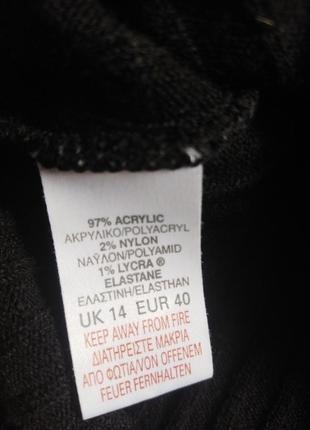 97% ACRYLIC
ΑΚΡΥΛΙΚΟ/POLYACRYL
2% NYLON
ΝΑΫΛΟΝ/POLYAMID
1% LYCRA ®
ELASTANE
ΕΛΑΣΤΙΝΗ/ELASTHAN
UK 14 EUR 40
KEEP AWAY FROM FIRE
ΔΙΑΤΗΡΕΙΣΤΕ ΜΑΚΡΙΑ
ΑΠΟ ΦΩΤΙΑ/VON OFFENEM
FEUER FERNHALTEN